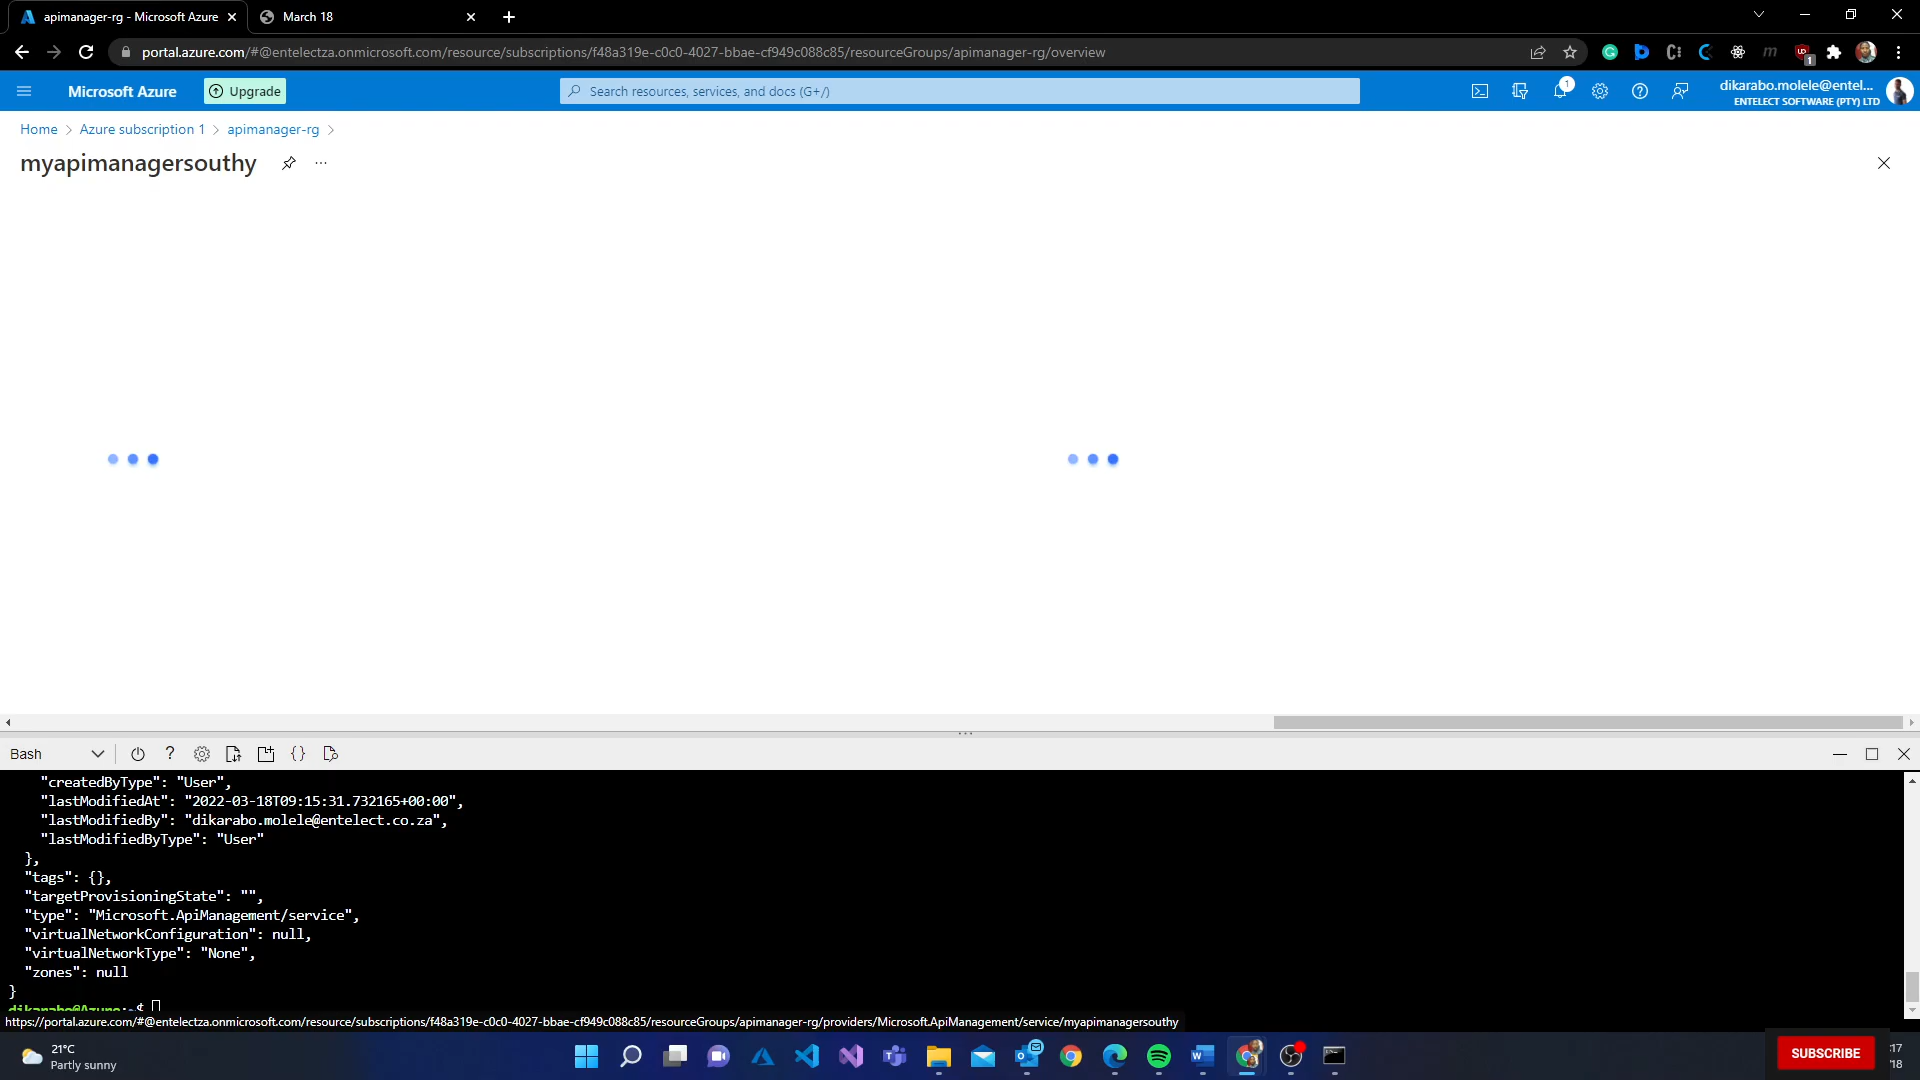 apimanager-rg - Microsoft Azure
March 18
portal.azure.com/#@entelectza.onmicrosoft.com/resource/subscriptions/f48a319e-c0c0-4027-bbae-cf949c088c85/resourceGroups/apimanager-rg/overview
Microsoft Azure
Upgrade
Search resources, services, and docs (G+/)
1
dikarabo.molele@entel...
ENTELECT SOFTWARE (PTY) LTD
Home > Azure subscription 1 > apimanager-rg >
myapimanagersouthy
Bash
"createdByType": "User",
"lastModifiedAt": "2022-03-18T09:15:31.732165+00:00",
"lastModifiedBy": "dikarabo.molele@entelect.co.za",
"lastModifiedByType": "User"
},
"tags": {},
"targetProvisioningState": "",
"type": "Microsoft.ApiManagement/service",
"virtualNetworkConfiguration": null,
"virtualNetworkType": "None",
"zones": null
}
dikarabo@Azure:~$
https://portal.azure.com/#@entelectza.onmicrosoft.com/resource/subscriptions/f48a319e-c0c0-4027-bbae-cf949c088c85/resourceGroups/apimanager-rg/providers/Microsoft.ApiManagement/service/myapimanagersouthy
21°C
Partly sunny
SUBSCRIBE
:17
'18